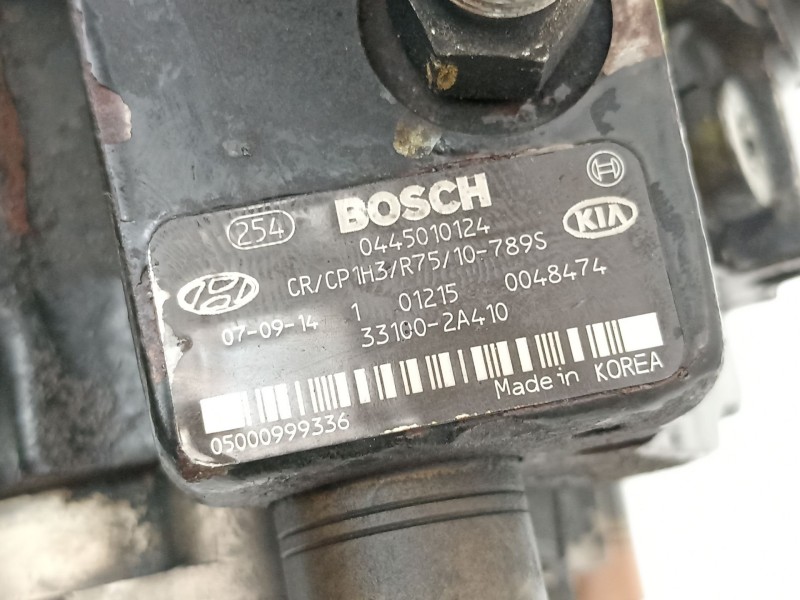 254 BOSCH
0445010124 KIA
CR/CP1H3/R75/10-789S
07-09-14 1 01215 0048474
33100-2A410
Made in KOREA
05000999336